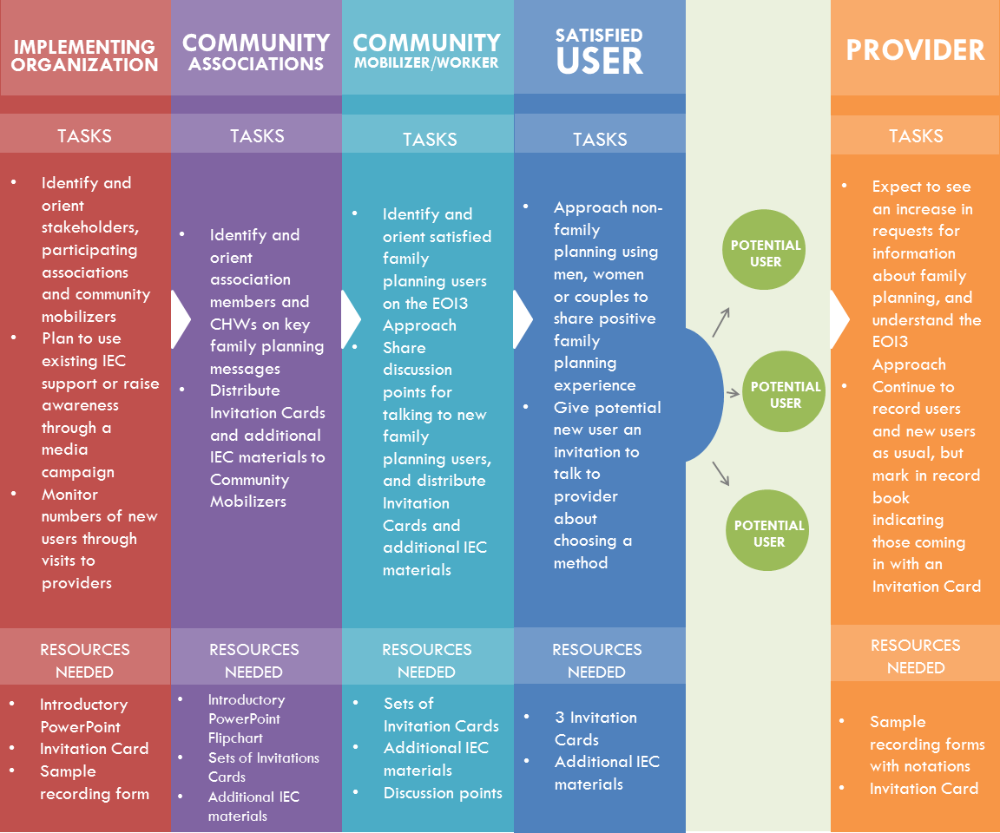 IMPLEMENTING
ORGANIZATION
TASKS
• Identify and
orient
stakeholders,
participating
associations
and community
mobilizers
• Plan to use
existing IEC
support or raise
awareness
through a
media
campaign
• Monitor
numbers of new
users through
visits to
providers
RESOURCES
NEEDED
• Introductory
PowerPoint
• Invitation Card
• Sample
recording form
COMMUNITY
ASSOCIATIONS
TASKS
• Identify and
orient
association
members and
CHWs on key
family planning
messages
• Distribute
Invitation Cards
and additional
IEC materials to
Community
Mobilizers
RESOURCES
NEEDED
• Introductory
PowerPoint
Flipchart
• Sets of Invitations
Cards
• Additional IEC
materials
COMMUNITY
MOBILIZER/WORKER
TASKS
• Identify and
orient satisfied
family
planning users
on the EOI3
Approach
• Share
discussion
points for
talking to new
family
planning users,
and distribute
Invitation
Cards and
additional IEC
materials
RESOURCES
NEEDED
• Sets of
Invitation Cards
• Additional IEC
materials
• Discussion points
SATISFIED
USER
TASKS
• Approach non-
family
planning using
men, women
or couples to
share positive
family
planning
experience
• Give potential
new user an
invitation to
talk to
provider
about
choosing a
method
RESOURCES
NEEDED
• 3 Invitation
Cards
• Additional IEC
materials
POTENTIAL
USER
POTENTIAL
USER
POTENTIAL
USER
PROVIDER
TASKS
• Expect to see
an increase in
requests for
information
about family
planning, and
understand the
EOI3
Approach
• Continue to
record users
and new users
as usual, but
mark in record
book
indicating
those coming
in with an
Invitation Card
RESOURCES
NEEDED
• Sample
recording forms
with notations
• Invitation Card